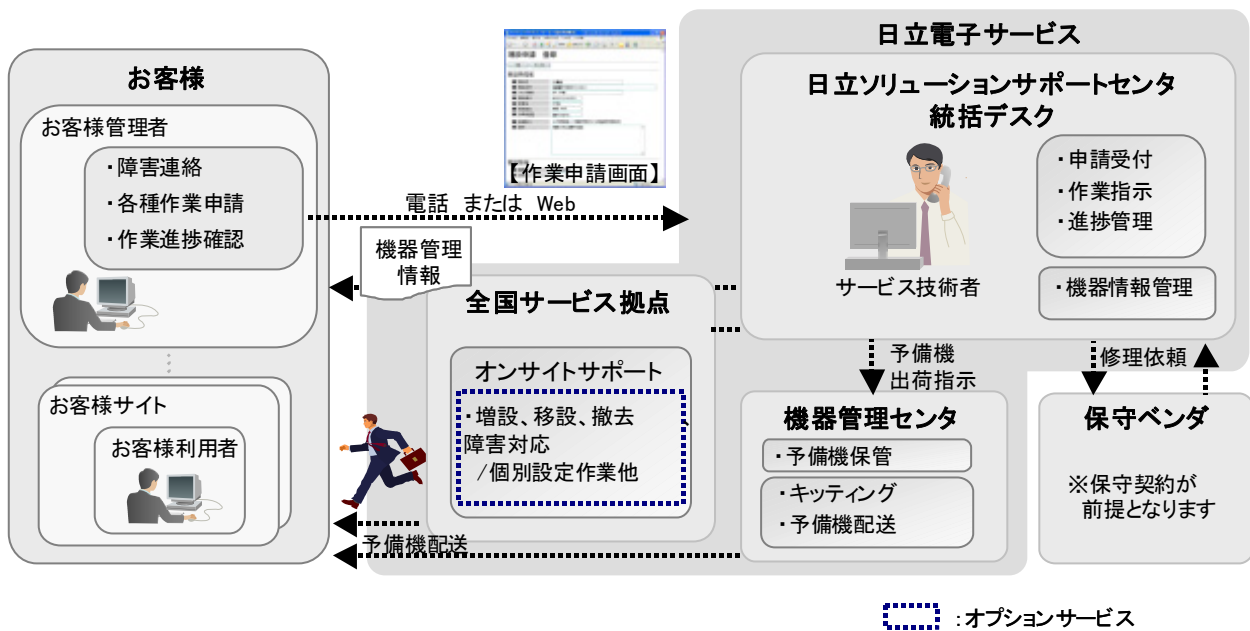 お客様
お客様管理者
・障害連絡
・各種作業申請
・作業進捗確認
お客様サイト
お客様利用者
【作業申請画面】
電話 または Web
機器管理
情報
全国サービス拠点
オンサイトサポート
・増設、移設、撤去、
障害対応
/個別設定作業他
予備機配送
日立電子サービス
日立ソリューションサポートセンタ
統括デスク
サービス技術者
・申請受付
・作業指示
・進捗管理
・機器情報管理
予備機
出荷指示
修理依頼
機器管理センタ
・予備機保管
・キッティング
・予備機配送
保守ベンダ
※保守契約が
前提となります
:オプションサービス